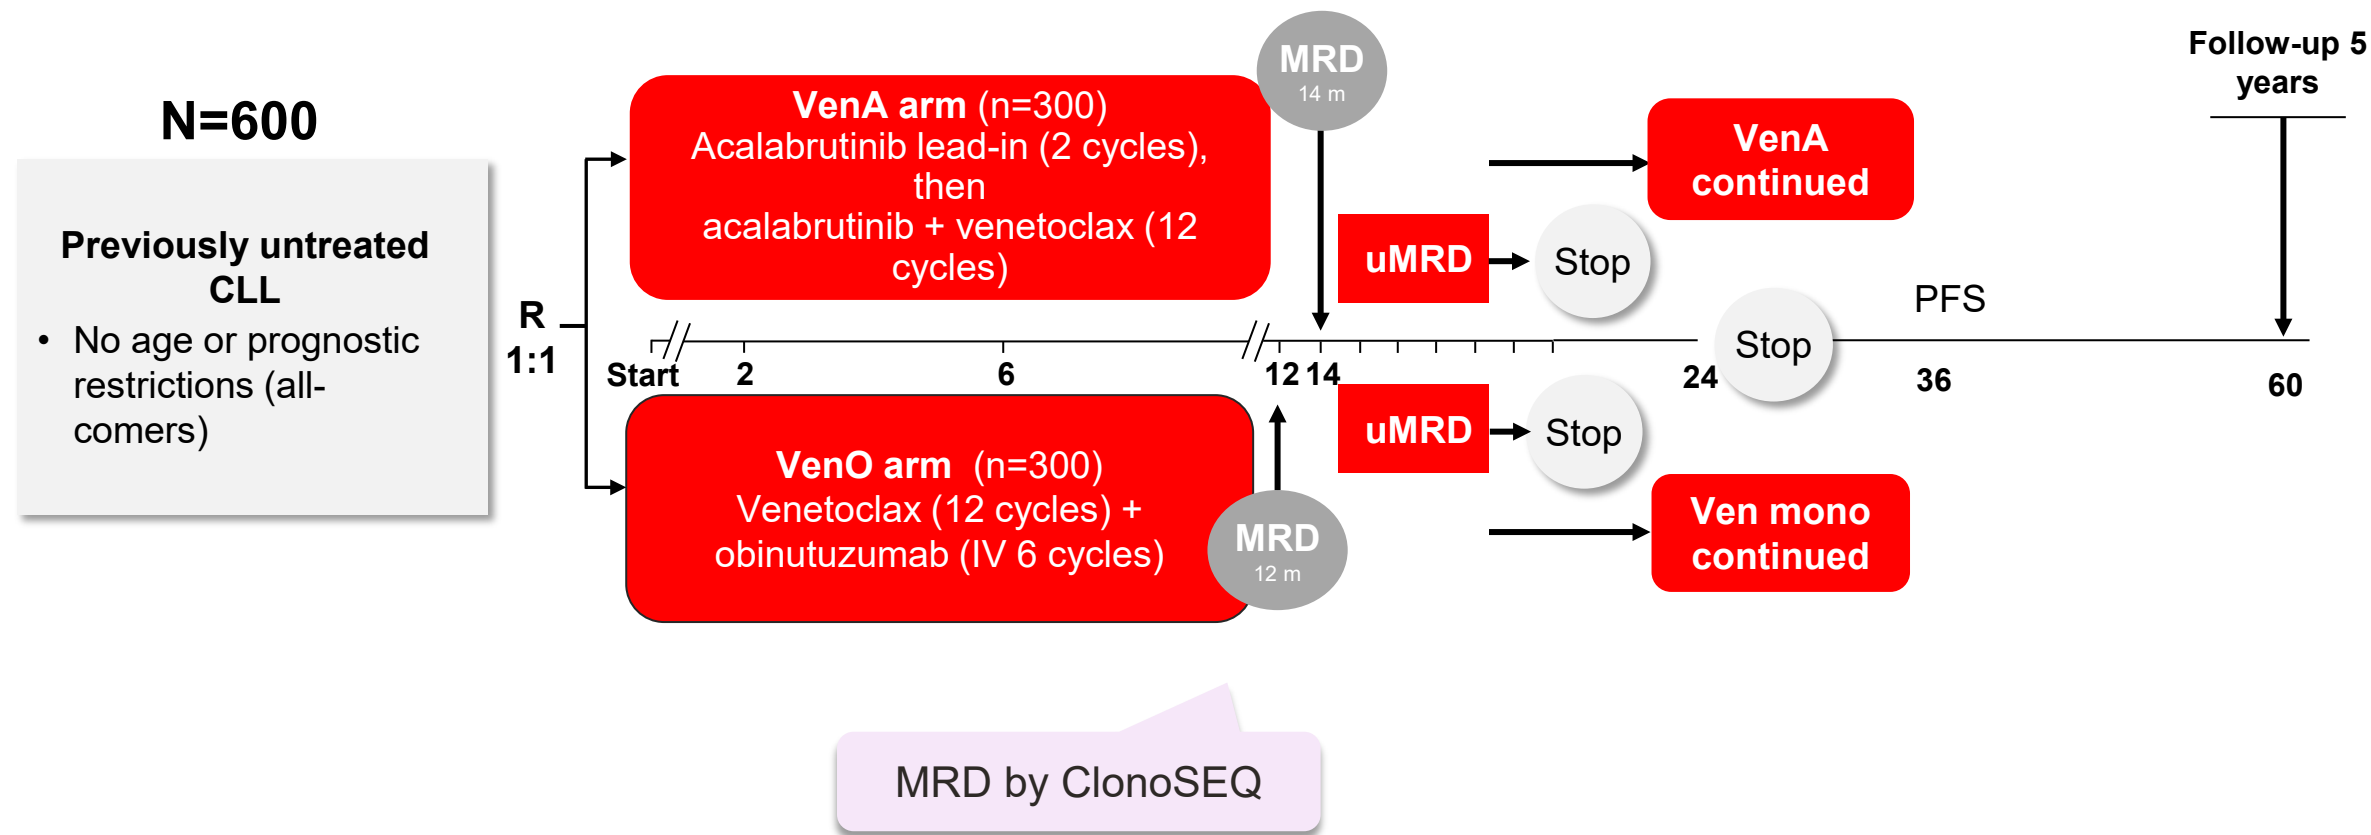 N=600
Previously untreated
CLL
• No age or prognostic
restrictions (all-
comers)
R
1:1
VenA arm (n=300)
Acalabrutinib lead-in (2 cycles),
then
acalabrutinib + venetoclax (12
cycles)
MRD
14 m
VenA
continued
Follow-up 5
years
uMRD
Stop
PFS
Start
2
6
12
14
24
Stop
36
60
uMRD
Stop
VenO arm (n=300)
Venetoclax (12 cycles) +
obinutuzumab (IV 6 cycles)
MRD
12 m
Ven mono
continued
MRD by ClonoSEQ